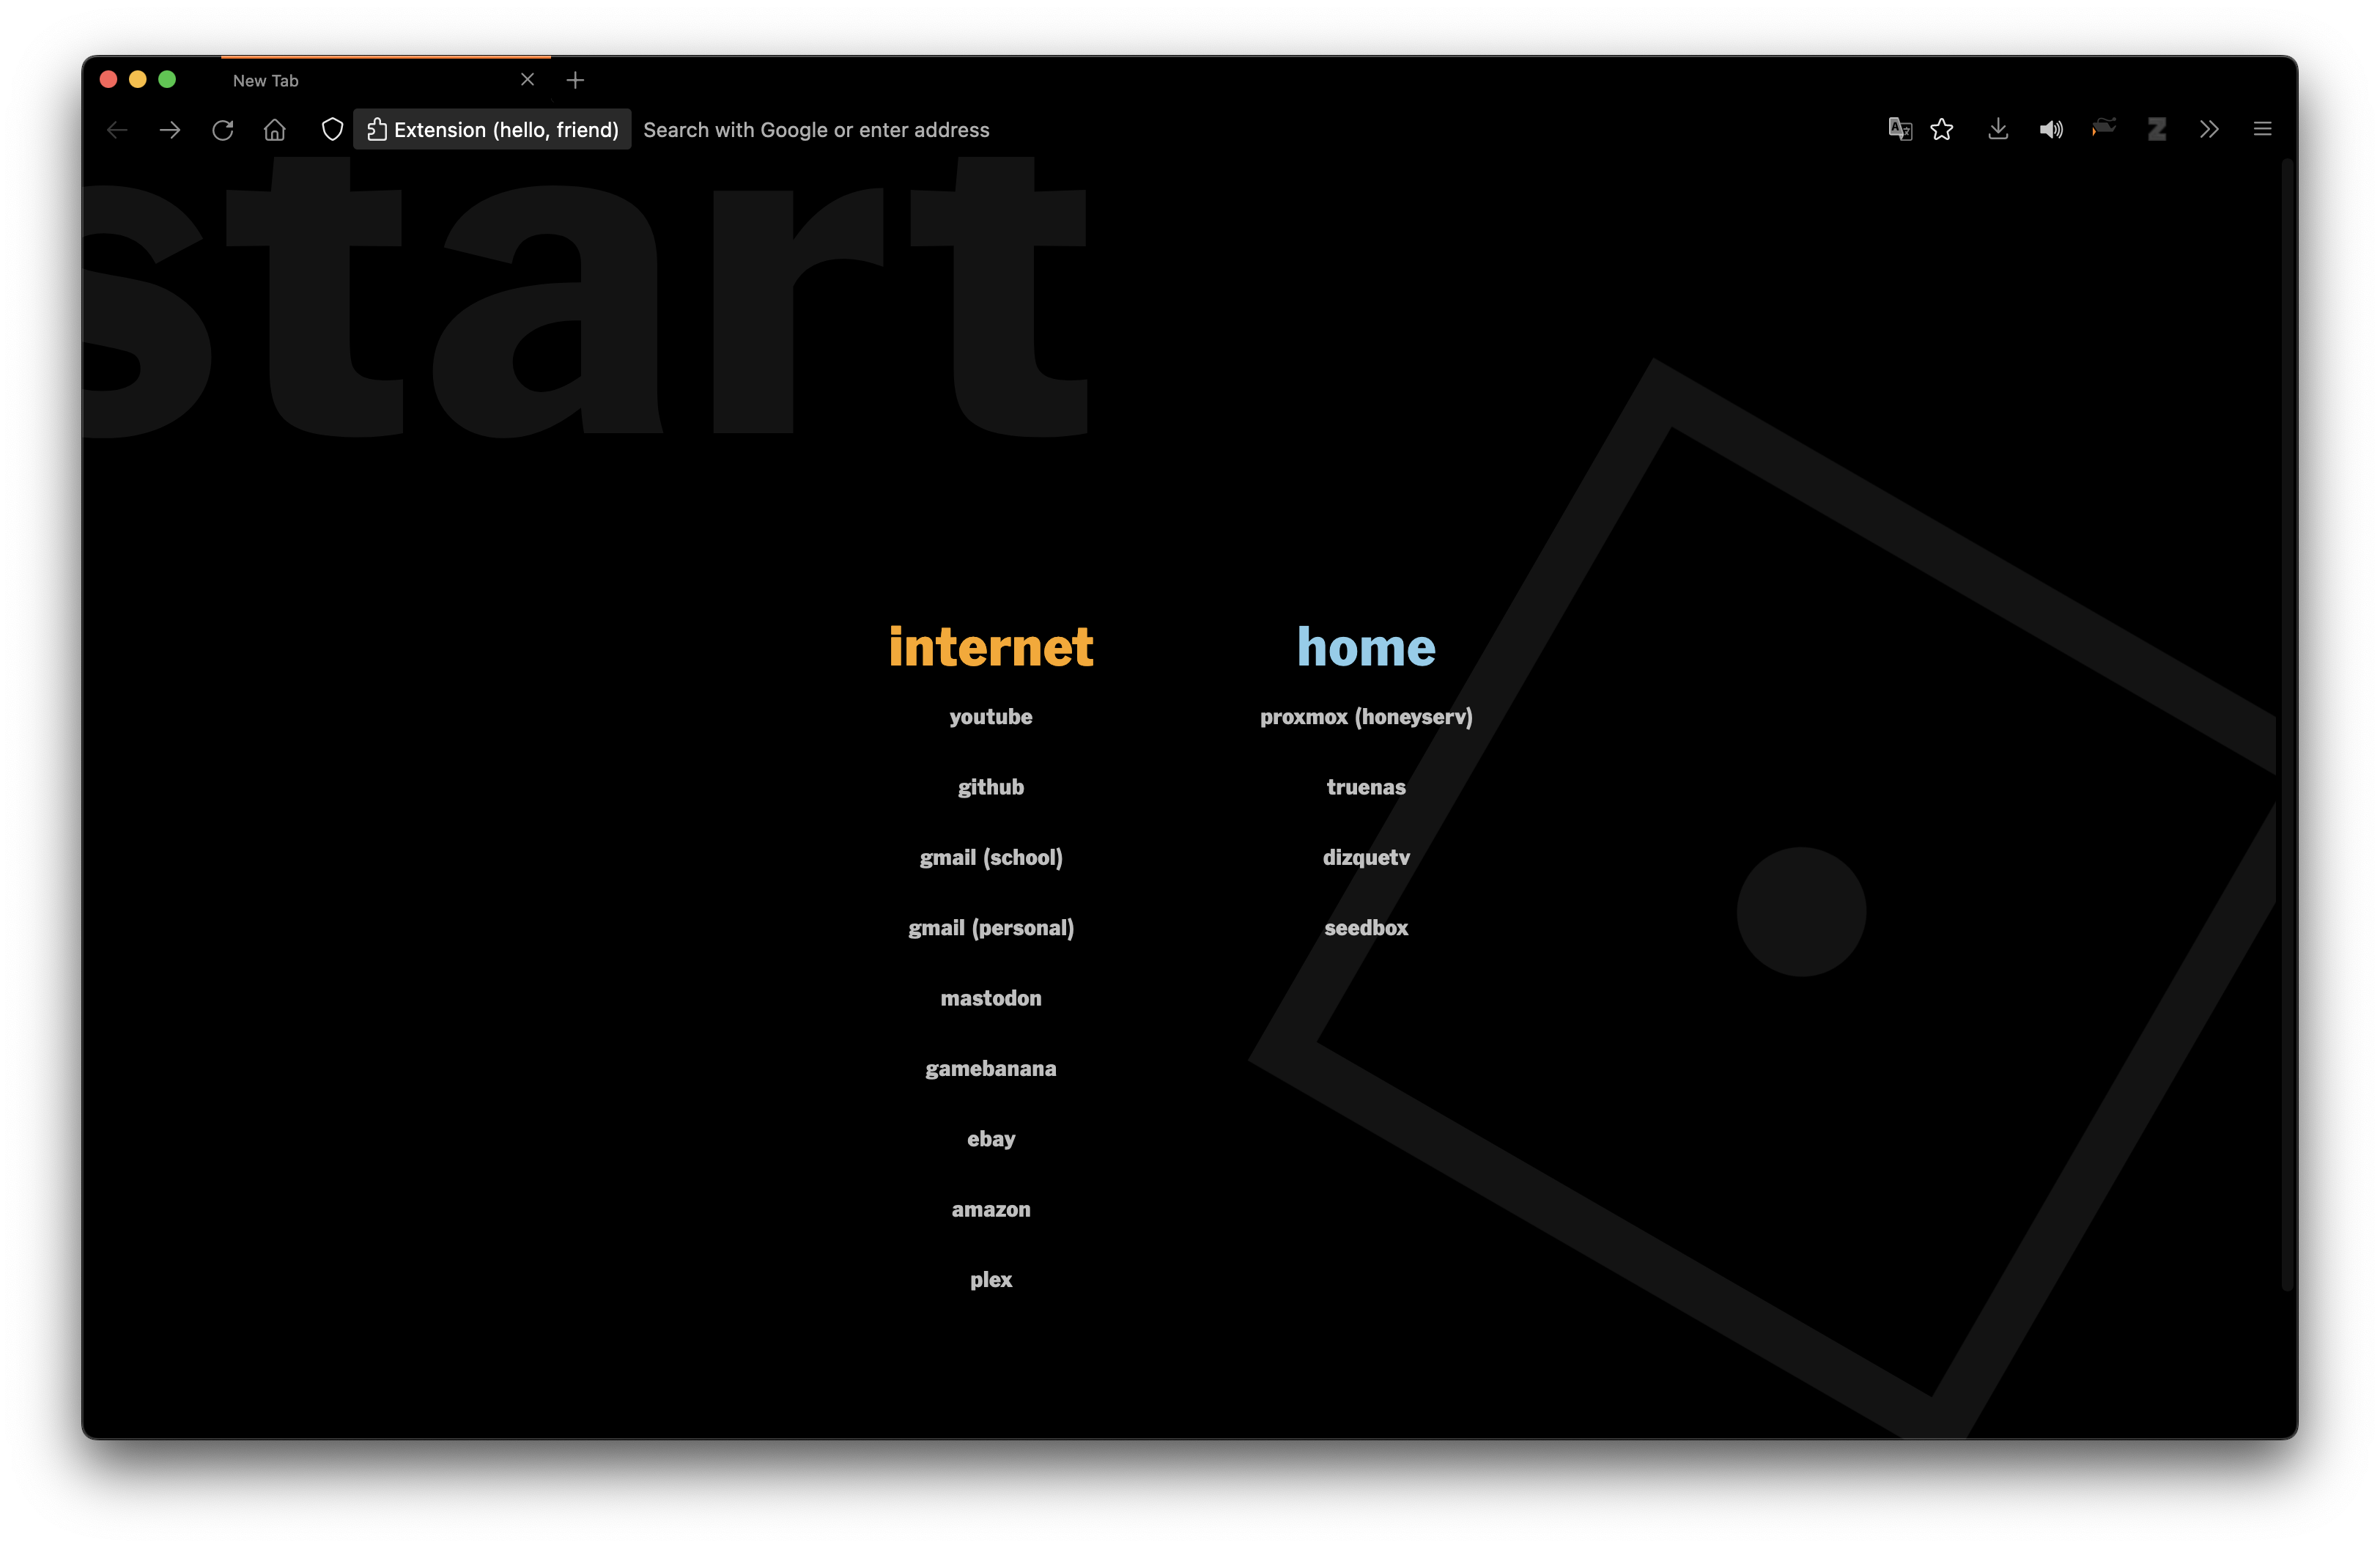 New Tab
Extension (hello, friend) Search with Google or enter address
start
internet
youtube
github
gmail (school)
gmail (personal)
mastodon
gamebanana
ebay
amazon
plex
home
proxmox (honeyserv)
truenas
dizquetv
seedbox